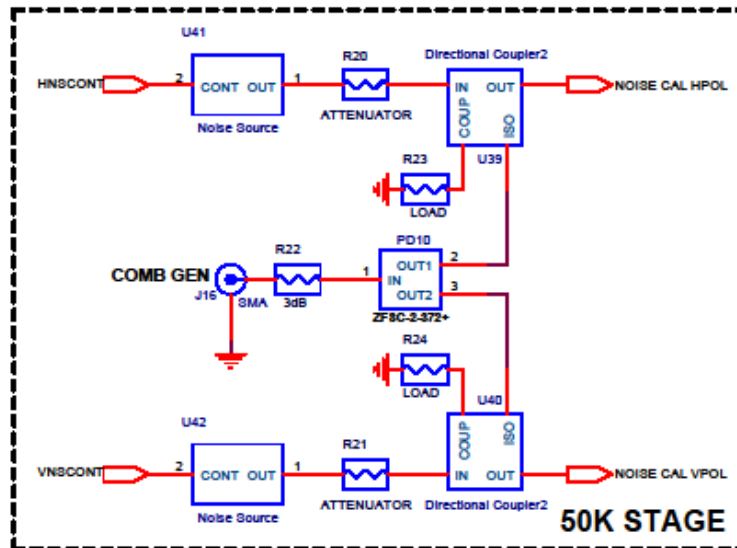 U41
R20
Directional Coupler2
HNSCONT
2
CONT OUT
1
IN OUT
COUP
ISO
NOISE CAL HPOL
Noise Source
ATTENUATOR
R23
U39
LOAD
PD10
R22
COMB GEN
1
OUT1
2
IN
OUT2
3
J16
SMA
3dB
ZFSC-2-372+
R24
LOAD
U40
U42
R21
COUP
ISO
VNSCONT
2
CONT OUT
1
IN OUT
NOISE CAL VPOL
Noise Source
ATTENUATOR
Directional Coupler2
50K STAGE